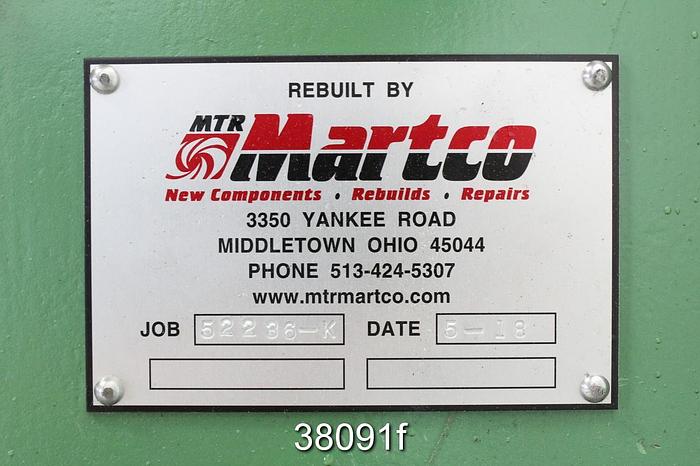 REBUILT BY
MTR Martco
New Components • Rebuilds • Repairs
3350 YANKEE ROAD
MIDDLETOWN OHIO 45044
PHONE 513-424-5307
www.mtrmartco.com
JOB 52236-K DATE 5-18
38091f